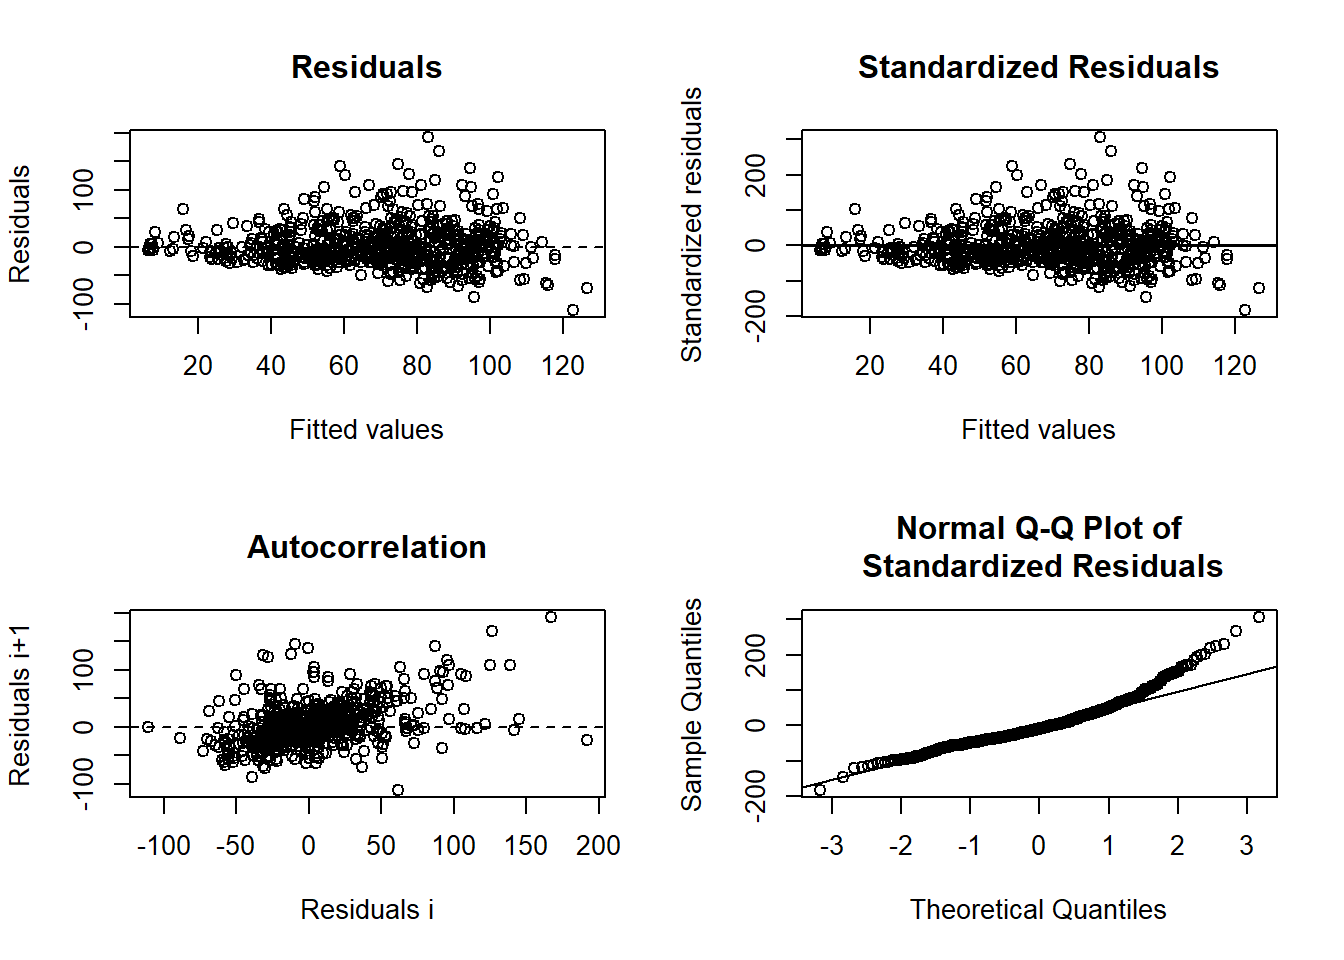 Residuals
Residuals
100
0
-100
20 40 60 80 100 120
Fitted values
Standardized Residuals
Standardized residuals
200
0
-200
20 40 60 80 100 120
Fitted values
Autocorrelation
Residuals i+1
100
0
-100
-100 -50 0 50 100 150 200
Residuals i
Normal Q-Q Plot of
Standardized Residuals
Sample Quantiles
200
0
-200
-3 -2 -1 0 1 2 3
Theoretical Quantiles